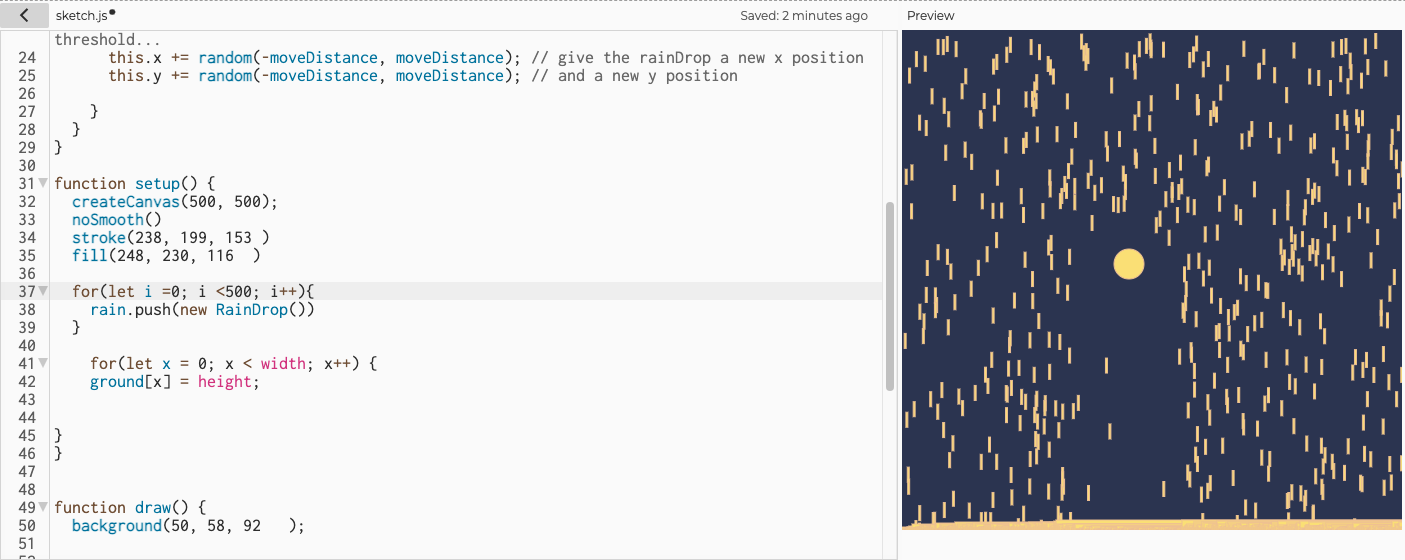 sketch.js
Saved: 2 minutes ago
Preview
threshold...
24 this.x += random(-moveDistance, moveDistance); // give the rainDrop a new x position
25 this.y += random(-moveDistance, moveDistance); // and a new y position
26
27 }
28 }
29 }
30
31 function setup() {
32 createCanvas(500, 500);
33 noSmooth()
34 stroke(238, 199, 153 )
35 fill(248, 230, 116  )
36
37 for(let i =0; i <500; i++){
38 rain.push(new RainDrop())
39 }
40
41 for(let x = 0; x < width; x++) {
42 ground[x] = height;
43
44
45 }
46 }
47
48
49 function draw() {
50 background(50, 58, 92   );
51